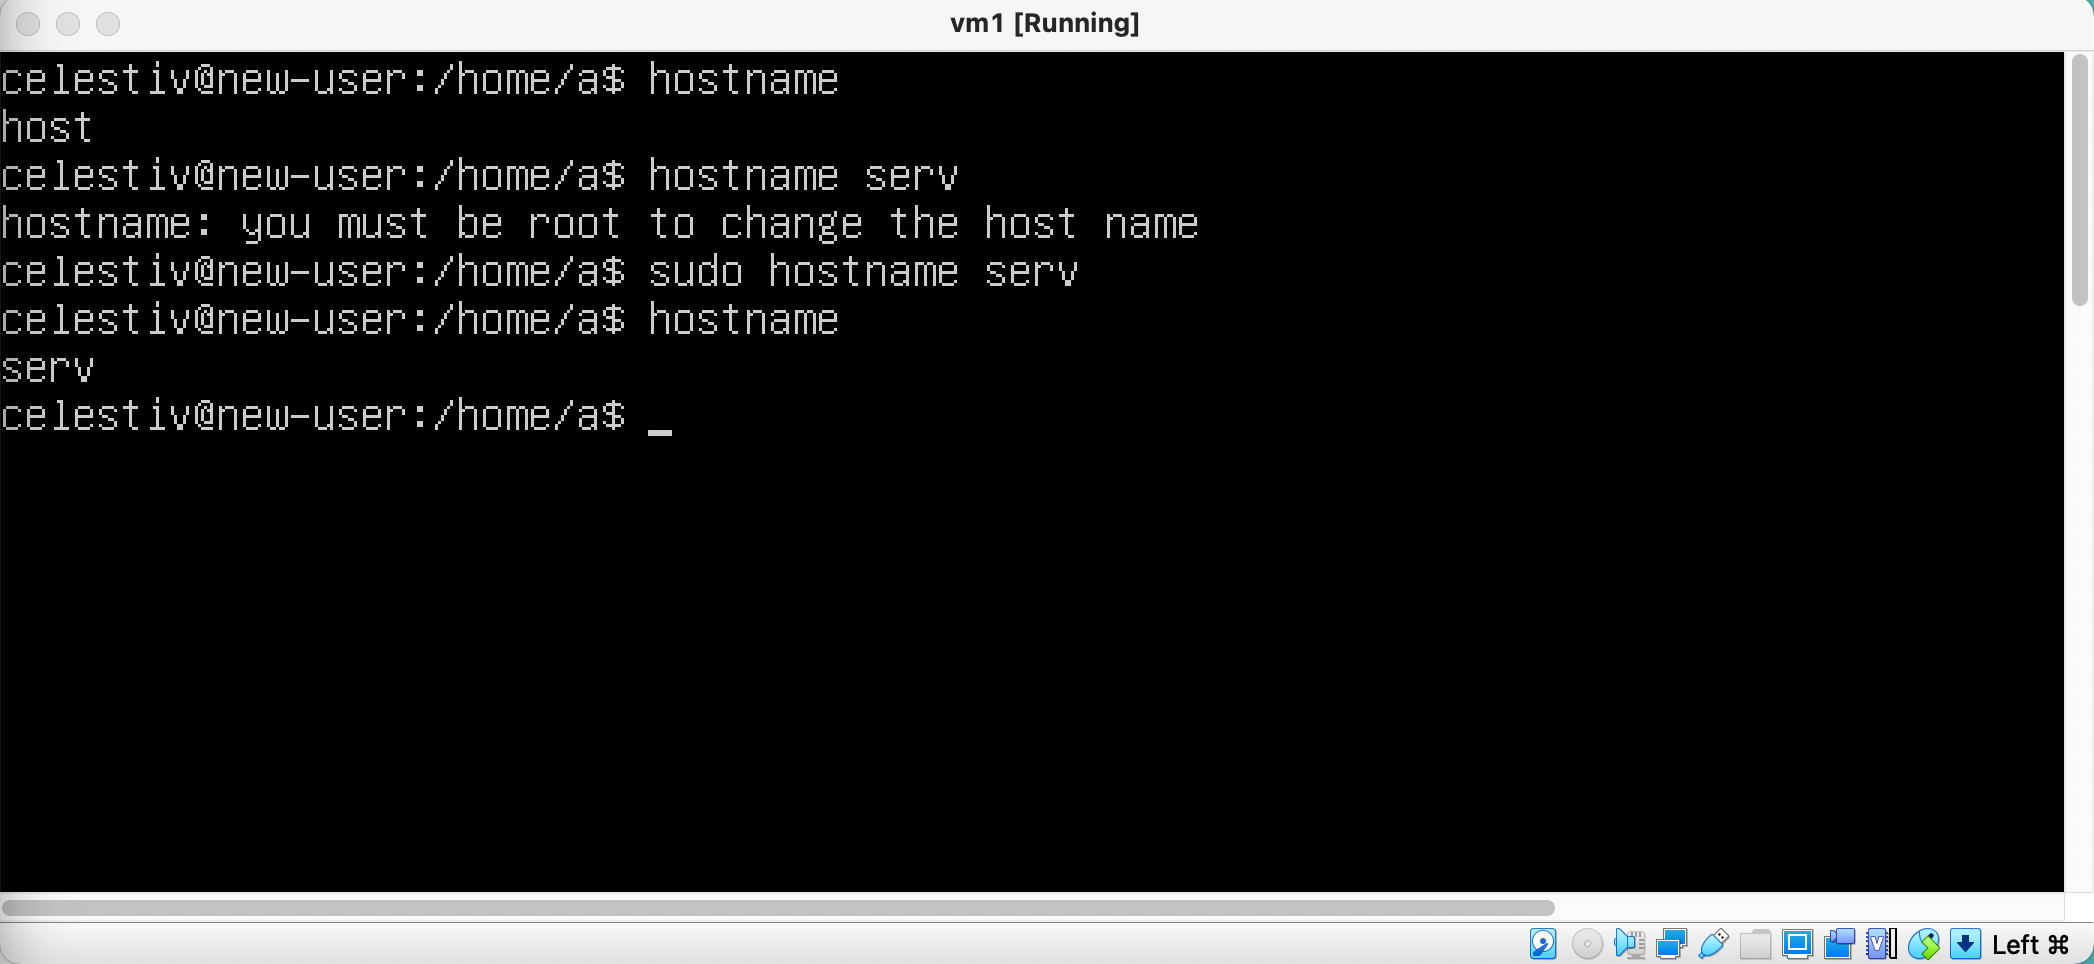 vm1 [Running]
celestiv@new-user:/home/a$ hostname
host
celestiv@new-user:/home/a$ hostname serv
hostname: you must be root to change the host name
celestiv@new-user:/home/a$ sudo hostname serv
celestiv@new-user:/home/a$ hostname
serv
celestiv@new-user:/home/a$ _
Left ⌘